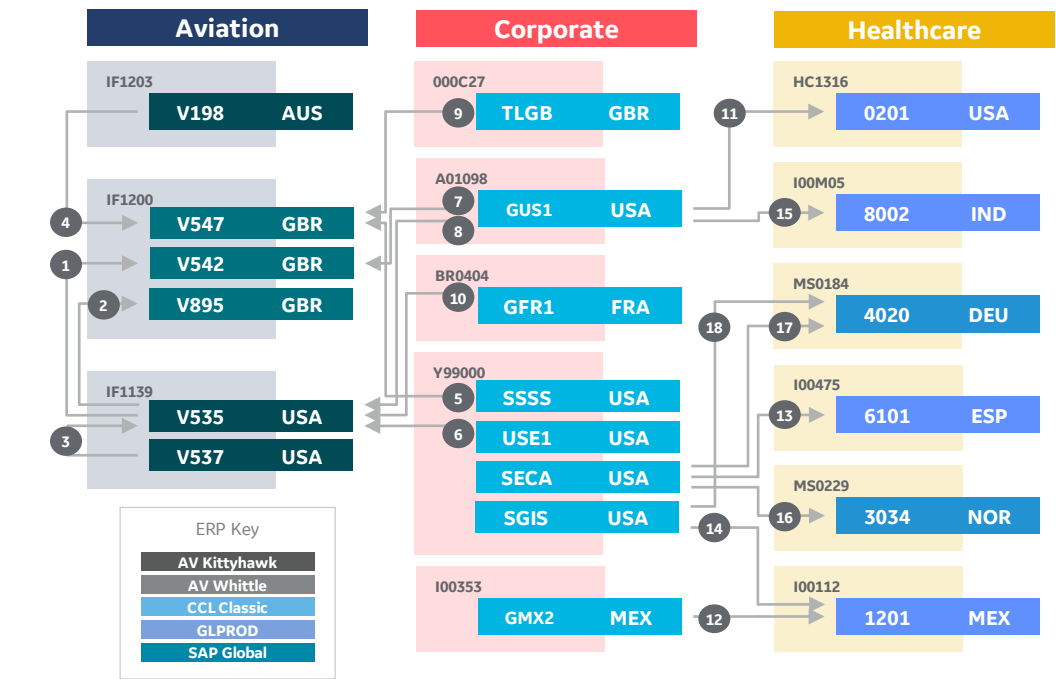 Aviation
Corporate
Healthcare
IF1203
V198 AUS
IF1200
V547 GBR
V542 GBR
V895 GBR
IF1139
V535 USA
V537 USA
4
1
2
3
ERP Key
AV Kittyhawk
AV Whittle
CCL Classic
GLPROD
SAP Global
000C27
9
TLGB GBR
A01098
7
8
GUS1 USA
BR0404
10
GFR1 FRA
Y99000
5
SSSS USA
6
USE1 USA
SECA USA
SGIS USA
I00353
GMX2 MEX
11
15
18
17
13
16
14
12
HC1316
0201 USA
I00M05
8002 IND
MS0184
4020 DEU
I00475
6101 ESP
MS0229
3034 NOR
I00112
1201 MEX